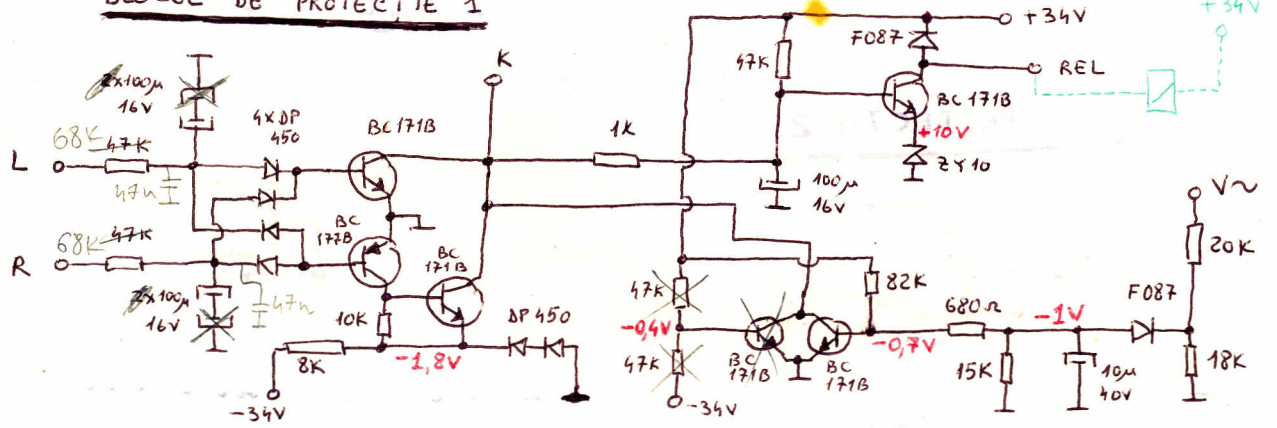 BLOCUL DE PROTECȚIE 1
+34V
+34V
K
F087
REL
47K
2x100μ
16V
4xDP
450
BC171B
BC171B
1K
+10V
68K 47K
L
ZY10
47n
100μ
16V
V~
68K 47K
BC
177B
R
BC
171B
20K
47K
82K
2x100μ
16V
47n
10K
DP450
-0,4V
680Ω
-1V
F087
-0,7V
8K
-1,8V
47K
BC
171B
BC
171B
15K
10μ
40V
18K
-34V
-34V